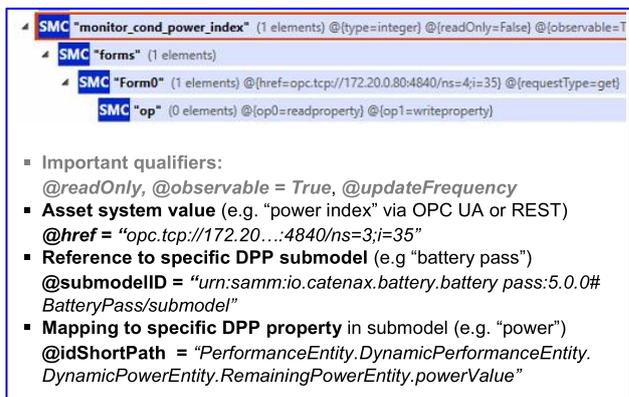 SMC "monitor_cond_power_index" (1 elements) @{type=integer} @{readOnly=False} @{observable=T
SMC "forms" (1 elements)
SMC "Form0" (1 elements) @{href=opc.tcp://172.20.0.80:4840/ns=4;i=35} @{requestType=get}
SMC "op" (0 elements) @{op0=readproperty} @{op1=writeproperty}
▪ Important qualifiers:
@readOnly, @observable = True, @updateFrequency
▪ Asset system value (e.g. “power index” via OPC UA or REST)
@href = “opc.tcp://172.20…:4840/ns=3;i=35”
▪ Reference to specific DPP submodel (e.g “battery pass”)
@submodelID = “urn:samm:io.catenax.battery.battery pass:5.0.0#
BatteryPass/submodel”
▪ Mapping to specific DPP property in submodel (e.g. “power”)
@idShortPath = “PerformanceEntity.DynamicPerformanceEntity.
DynamicPowerEntity.RemainingPowerEntity.powerValue”